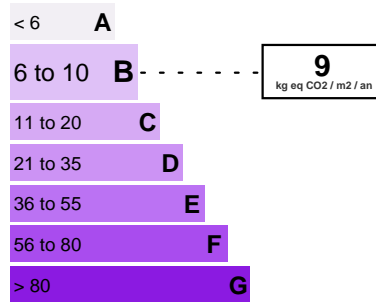 < 6 A
6 to 10 B
9
kg eq CO2 / m2 / an
11 to 20 C
21 to 35 D
36 to 55 E
56 to 80 F
> 80 G